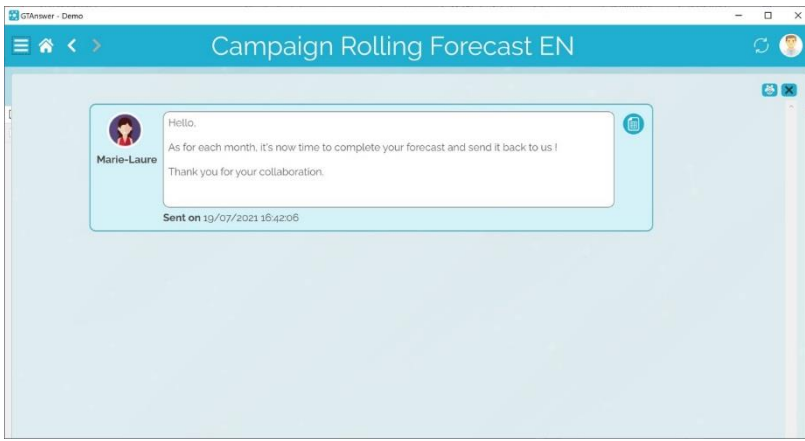 GTAnswer - Demo
Campaign Rolling Forecast EN
Hello,
As for each month, it's now time to complete your forecast and send it back to us !
Marie-Laure
Thank you for your collaboration.
Sent on 19/07/2021 16:42:06